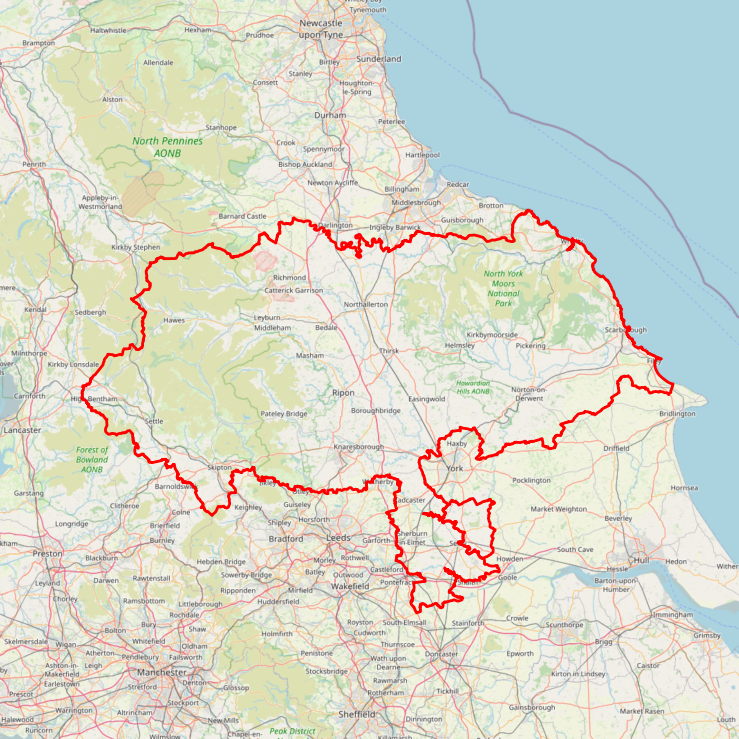 Tynemouth
Newcastle
upon Tyne
Haltwhistle
Hexham
Prudhoe
Brampton
Sunderland
Allendale
Birtley
Stanley
Consett
Houghton-
le-Spring
Alston
Durham
Peterlee
Stanhope
North Pennines
AONB
Crook
Spennymoor
Hartlepool
Penrith
Bishop Auckland
Newton Aycliffe
Billingham
Redcar
Appleby-in-
Westmorland
Middlesbrough
Brotton
Barnard Castle
Guisborough
Darlington
Ingleby Barwick
Kirkby Stephen
Richmond
Catterick Garrison
North York
Moors
National
Park
Kendal
Sedbergh
Hawes
Northallerton
Leyburn
Middleham
Bedale
Scarborough
Kirkbymoorside
Helmsley
Pickering
Milnthorpe
Masham
Thirsk
Kirkby Lonsdale
Howardian
Hills AONB
Norton-on-
Derwent
Carnforth
High Bentham
Ripon
Easingwold
Pateley Bridge
Boroughbridge
Bridlington
Lancaster
Settle
Haxby
Forest of
Bowland
AONB
Knaresborough
Driffield
York
Skipton
Pocklington
Barnoldswick
Ilkley
Otley
Wetherby
Hornsea
Garstang
Clitheroe
Keighley
Guiseley
Tadcaster
Market Weighton
Colne
Horsforth
Beverley
Longridge
Brierfield
Shipley
Sherburn
in Elmet
Bradford
Leeds
Burnley
Garforth
South Cave
Preston
Hebden Bridge
Morley
Rothwell
Howden
Hessle
Hull
Hedon
Blackburn
Batley
Castleford
Goole
Leyland
Darwen
Rawtenstall
Sowerby Bridge
Outwood
Pontefract
Barton-upon-
Humber
Ripponden
Mirfield
Wakefield
Chorley
Ramsbottom
Littleborough
Huddersfield
Immingham
Rochdale
Royston
South Elmsall
Crowle
Bury
Shaw
Holmfirth
Cudworth
Stainforth
Scunthorpe
Grimsby
Skelmersdale
Wigan
Oldham
Thurnscoe
Brigg
Atherton
Pendlebury
Penistone
Wath upon
Dearne
Doncaster
Epworth
Caistor
Ashton-in-
Makerfield
Leigh
Denton
Stocksbridge
Kirton in Lindsey
Earlestown
Stretford
Manchester
Rawmarsh
Prescot
Glossop
Rotherham
Tickhill
Warrington
Stockport
Gainsborough
Halewood
Altrincham
New Mills
Sheffield
Dinnington
Market Rasen
Runcorn
Wilmslow
Chapel-en-
Peak District
Killamarsh